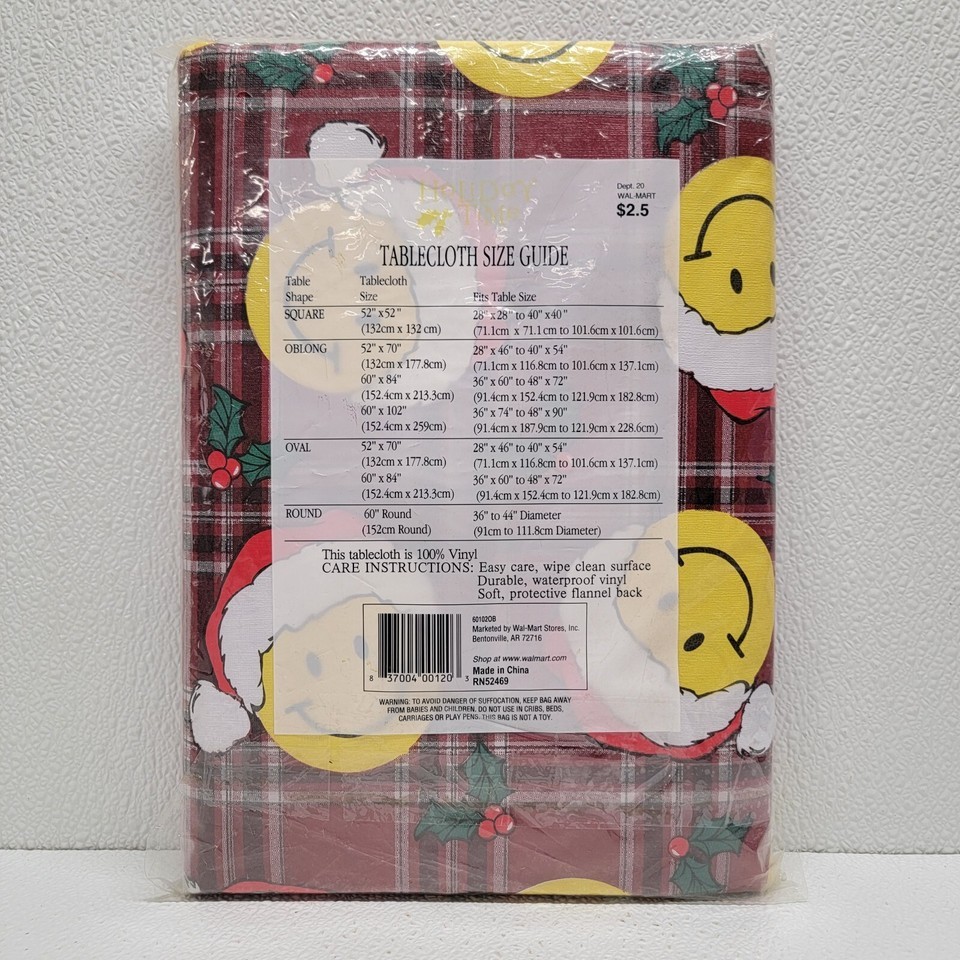 Holiday
Time
Dept. 20
WAL-MART
$2.5
TABLECLOTH SIZE GUIDE
Table Tablecloth
Shape Size Fits Table Size
SQUARE 52" x 52" 28" x 28" to 40" x 40"
(132cm x 132 cm) (71.1cm x 71.1 cm to 101.6cm x 101.6cm)
OBLONG 52" x 70" 28" x 46" to 40" x 54"
(132cm x 177.8cm) (71.1cm x 116.8cm to 101.6cm x 137.1cm)
60" x 84" 36" x 60" to 48" x 72"
(152.4cm x 213.3cm) (91.4cm x 152.4cm to 121.9cm x 182.8cm)
60" x 102" 36" x 74" to 48" x 90"
(152.4cm x 259cm) (91.4cm x 187.9cm to 121.9cm x 228.6cm)
OVAL 52" x 70" 28" x 46" to 40" x 54"
(132cm x 177.8cm) (71.1cm x 116.8cm to 101.6cm x 137.1cm)
60" x 84" 36" x 60" to 48" x 72"
(152.4cm x 213.3cm) (91.4cm x 152.4cm to 121.9cm x 182.8cm)
ROUND 60" Round 36" to 44" Diameter
(152cm Round) (91cm to 111.8cm Diameter)
This tablecloth is 100% Vinyl
CARE INSTRUCTIONS: Easy care, wipe clean surface
Durable, waterproof vinyl
Soft, protective flannel back
60102OB
Marketed by Wal-Mart Stores, Inc.
Bentonville, AR 72716
Shop at www.walmart.com
Made in China
RN52469
8 37004 00120 3
WARNING: TO AVOID DANGER OF SUFFOCATION, KEEP BAG AWAY
FROM BABIES AND CHILDREN. DO NOT USE IN CRIBS, BEDS,
CARRIAGES OR PLAY PENS. THIS BAG IS NOT A TOY.